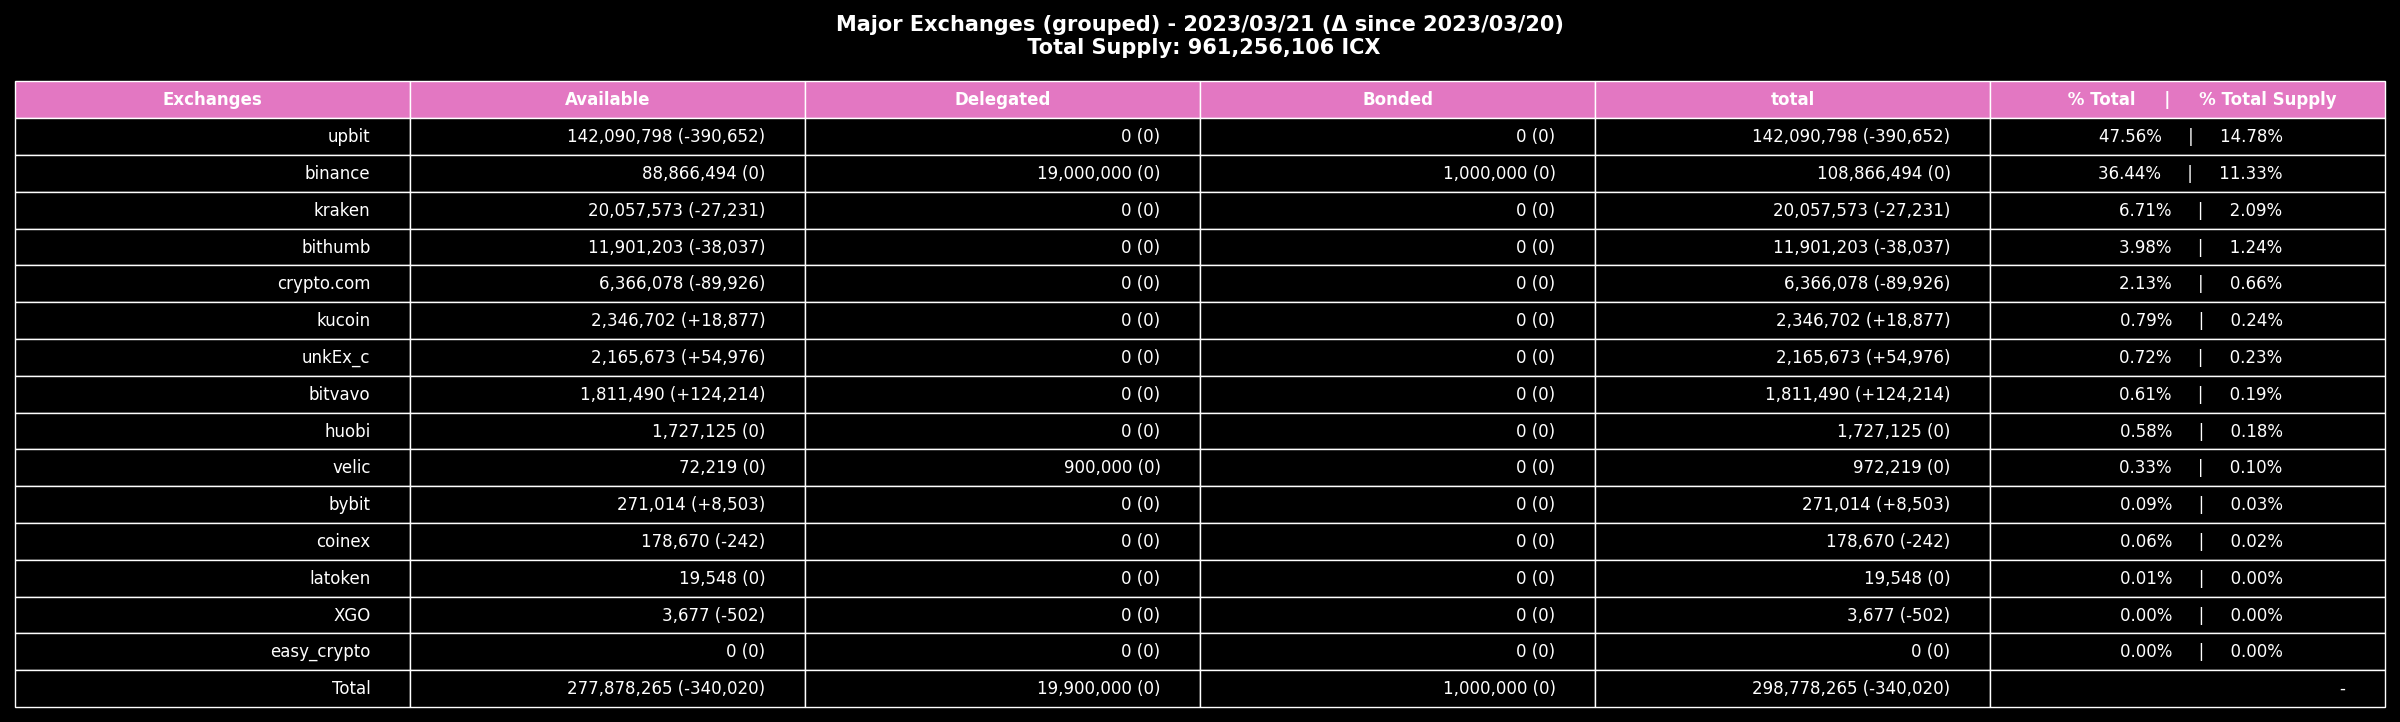 Major Exchanges (grouped) - 2023/03/21 (Δ since 2023/03/20)
Total Supply: 961,256,106 ICX
Exchanges Available Delegated Bonded total % Total | % Total Supply
upbit 142,090,798 (-390,652) 0 (0) 0 (0) 142,090,798 (-390,652) 47.56% | 14.78%
binance 88,866,494 (0) 19,000,000 (0) 1,000,000 (0) 108,866,494 (0) 36.44% | 11.33%
kraken 20,057,573 (-27,231) 0 (0) 0 (0) 20,057,573 (-27,231) 6.71% | 2.09%
bithumb 11,901,203 (-38,037) 0 (0) 0 (0) 11,901,203 (-38,037) 3.98% | 1.24%
crypto.com 6,366,078 (-89,926) 0 (0) 0 (0) 6,366,078 (-89,926) 2.13% | 0.66%
kucoin 2,346,702 (+18,877) 0 (0) 0 (0) 2,346,702 (+18,877) 0.79% | 0.24%
unkEx_c 2,165,673 (+54,976) 0 (0) 0 (0) 2,165,673 (+54,976) 0.72% | 0.23%
bitvavo 1,811,490 (+124,214) 0 (0) 0 (0) 1,811,490 (+124,214) 0.61% | 0.19%
huobi 1,727,125 (0) 0 (0) 0 (0) 1,727,125 (0) 0.58% | 0.18%
velic 72,219 (0) 900,000 (0) 0 (0) 972,219 (0) 0.33% | 0.10%
bybit 271,014 (+8,503) 0 (0) 0 (0) 271,014 (+8,503) 0.09% | 0.03%
coinex 178,670 (-242) 0 (0) 0 (0) 178,670 (-242) 0.06% | 0.02%
latoken 19,548 (0) 0 (0) 0 (0) 19,548 (0) 0.01% | 0.00%
XGO 3,677 (-502) 0 (0) 0 (0) 3,677 (-502) 0.00% | 0.00%
easy_crypto 0 (0) 0 (0) 0 (0) 0 (0) 0.00% | 0.00%
Total 277,878,265 (-340,020) 19,900,000 (0) 1,000,000 (0) 298,778,265 (-340,020) -